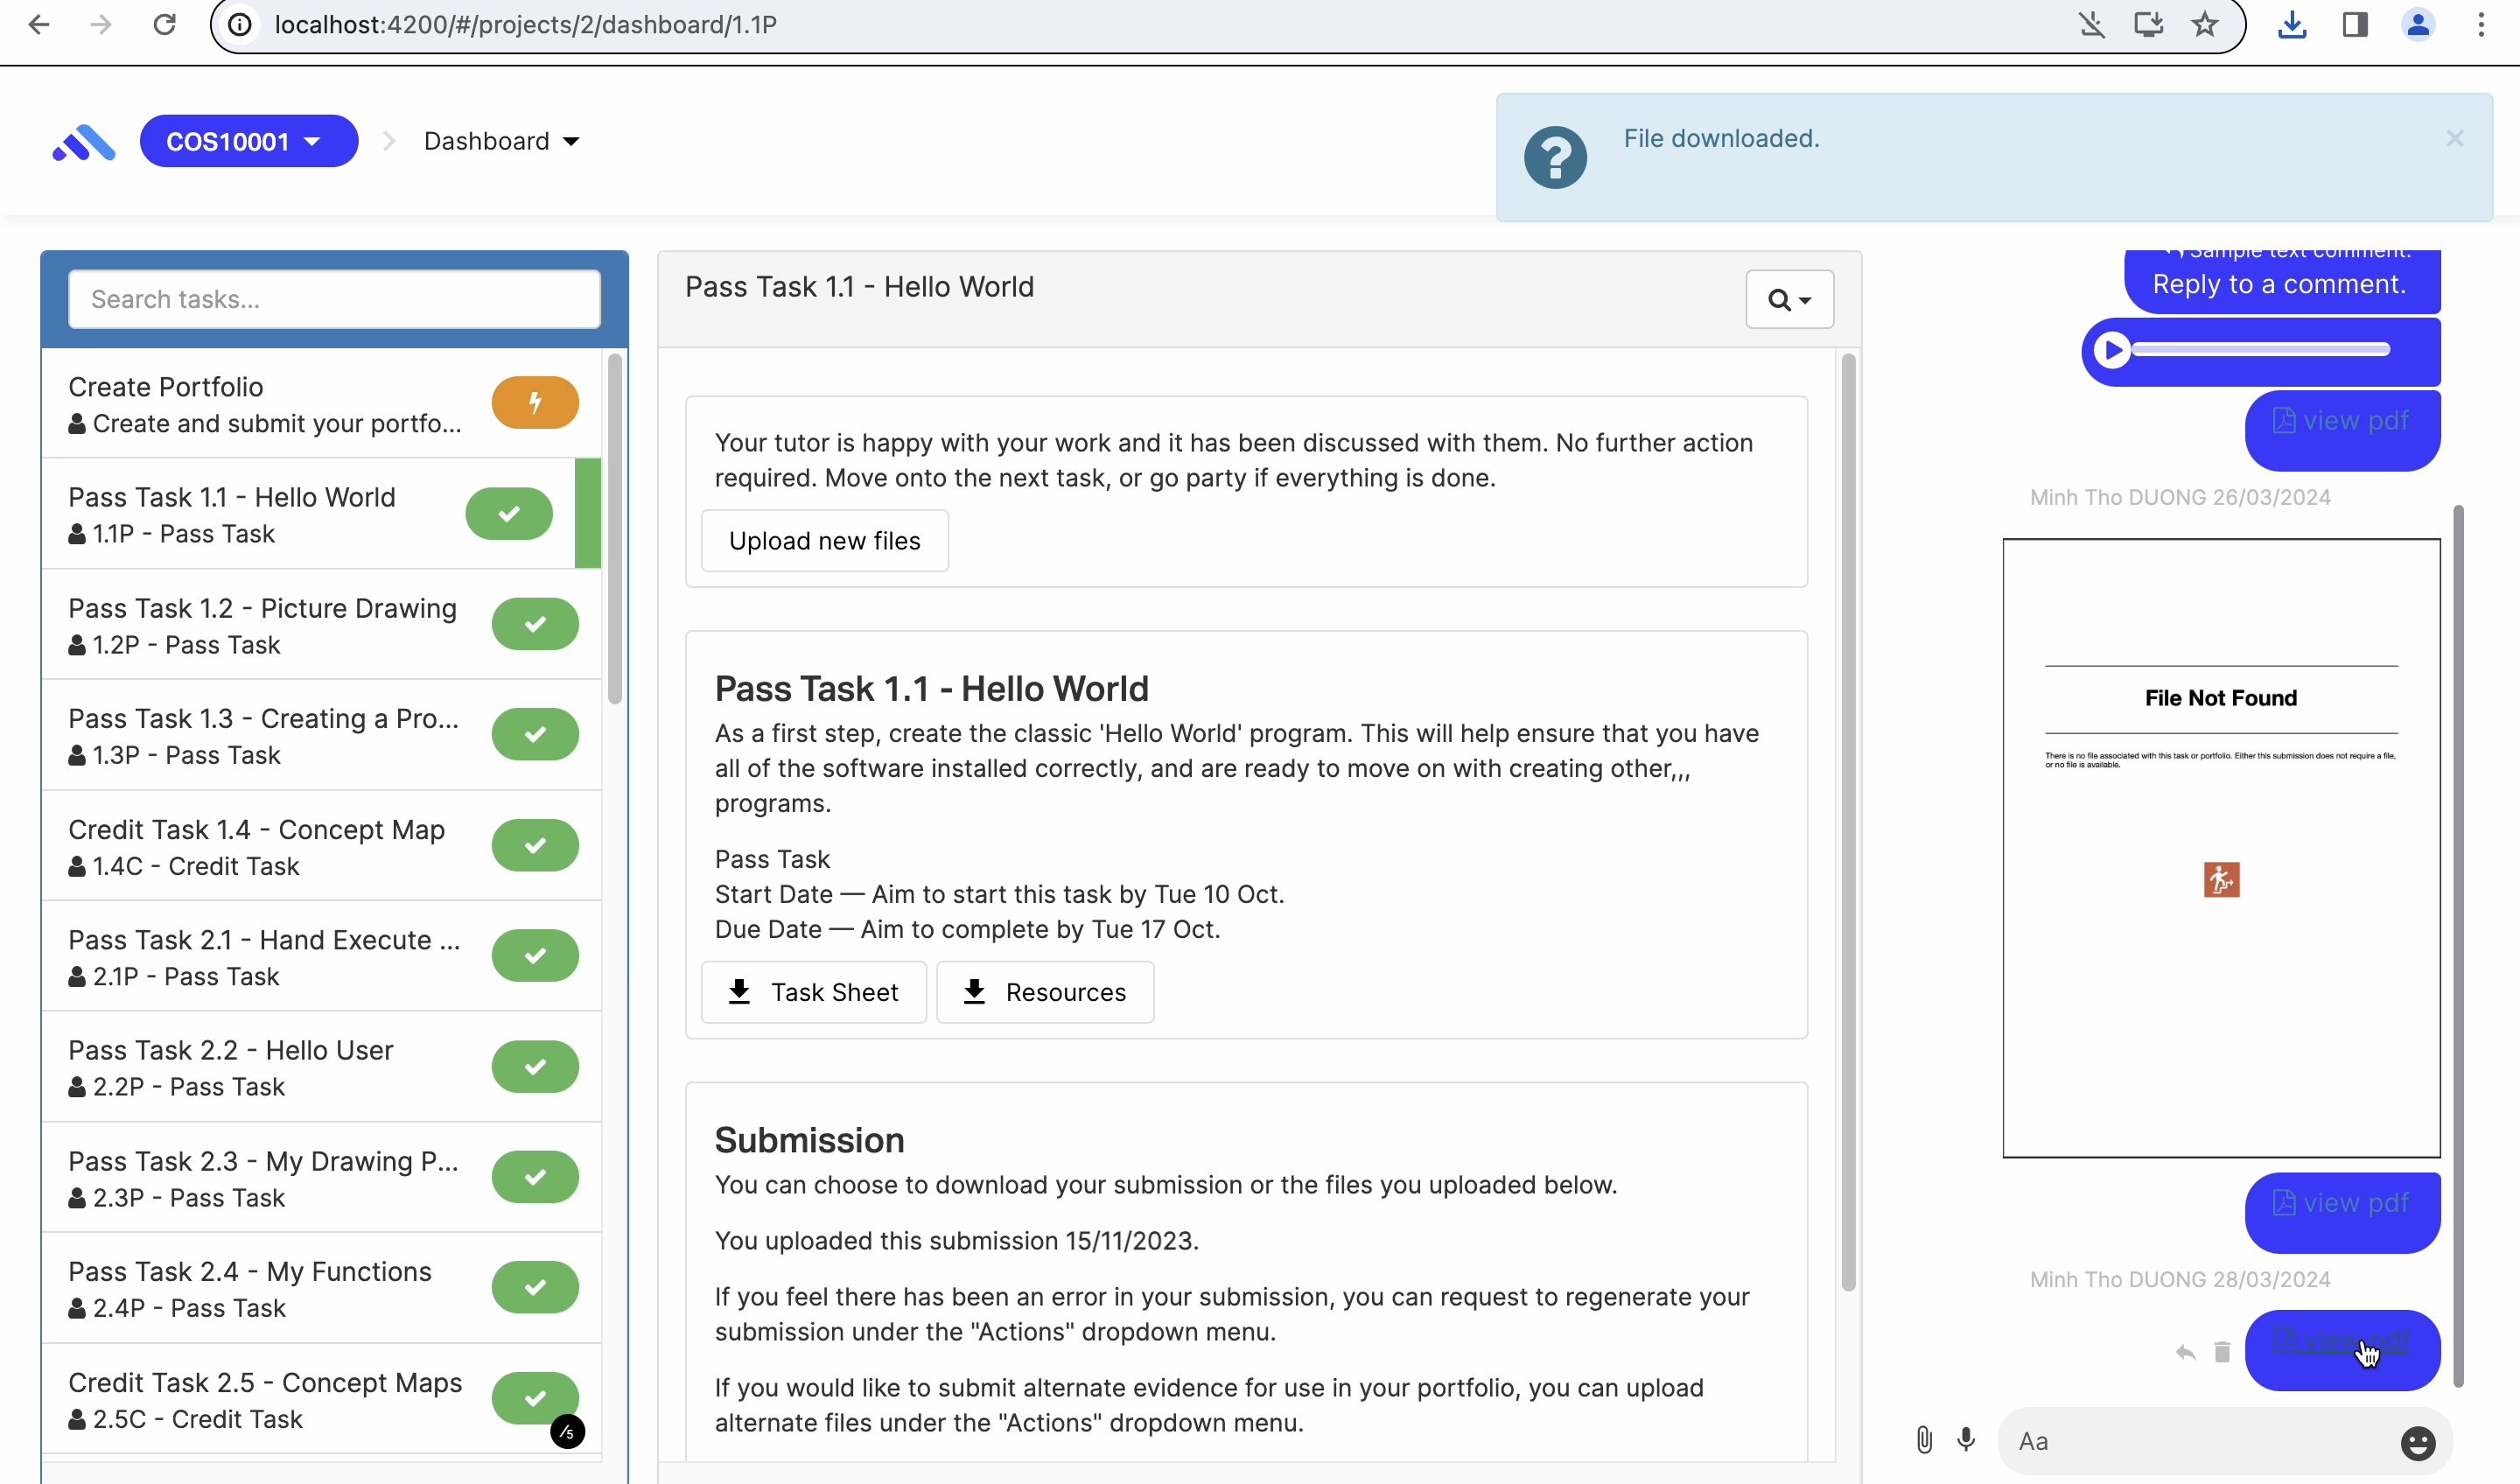 localhost:4200/#/projects/2/dashboard/1.1P
COS10001
Dashboard
File downloaded.
Search tasks...
Create Portfolio
Create and submit your portfo...
Pass Task 1.1 - Hello World
1.1P - Pass Task
Pass Task 1.2 - Picture Drawing
1.2P - Pass Task
Pass Task 1.3 - Creating a Pro...
1.3P - Pass Task
Credit Task 1.4 - Concept Map
1.4C - Credit Task
Pass Task 2.1 - Hand Execute ...
2.1P - Pass Task
Pass Task 2.2 - Hello User
2.2P - Pass Task
Pass Task 2.3 - My Drawing P...
2.3P - Pass Task
Pass Task 2.4 - My Functions
2.4P - Pass Task
Credit Task 2.5 - Concept Maps
2.5C - Credit Task
/5
Pass Task 1.1 - Hello World
Your tutor is happy with your work and it has been discussed with them. No further action
required. Move onto the next task, or go party if everything is done.
Upload new files
Pass Task 1.1 - Hello World
As a first step, create the classic 'Hello World' program. This will help ensure that you have
all of the software installed correctly, and are ready to move on with creating other,,,
programs.
Pass Task
Start Date — Aim to start this task by Tue 10 Oct.
Due Date — Aim to complete by Tue 17 Oct.
Task Sheet
Resources
Submission
You can choose to download your submission or the files you uploaded below.
You uploaded this submission 15/11/2023.
If you feel there has been an error in your submission, you can request to regenerate your
submission under the "Actions" dropdown menu.
If you would like to submit alternate evidence for use in your portfolio, you can upload
alternate files under the "Actions" dropdown menu.
Sample text comment.
Reply to a comment.
view pdf
Minh Tho DUONG 26/03/2024
File Not Found
There is no file associated with this task or portfolio. Either this submission does not require a file,
or no file is available.
view pdf
Minh Tho DUONG 28/03/2024
view pdf
Aa